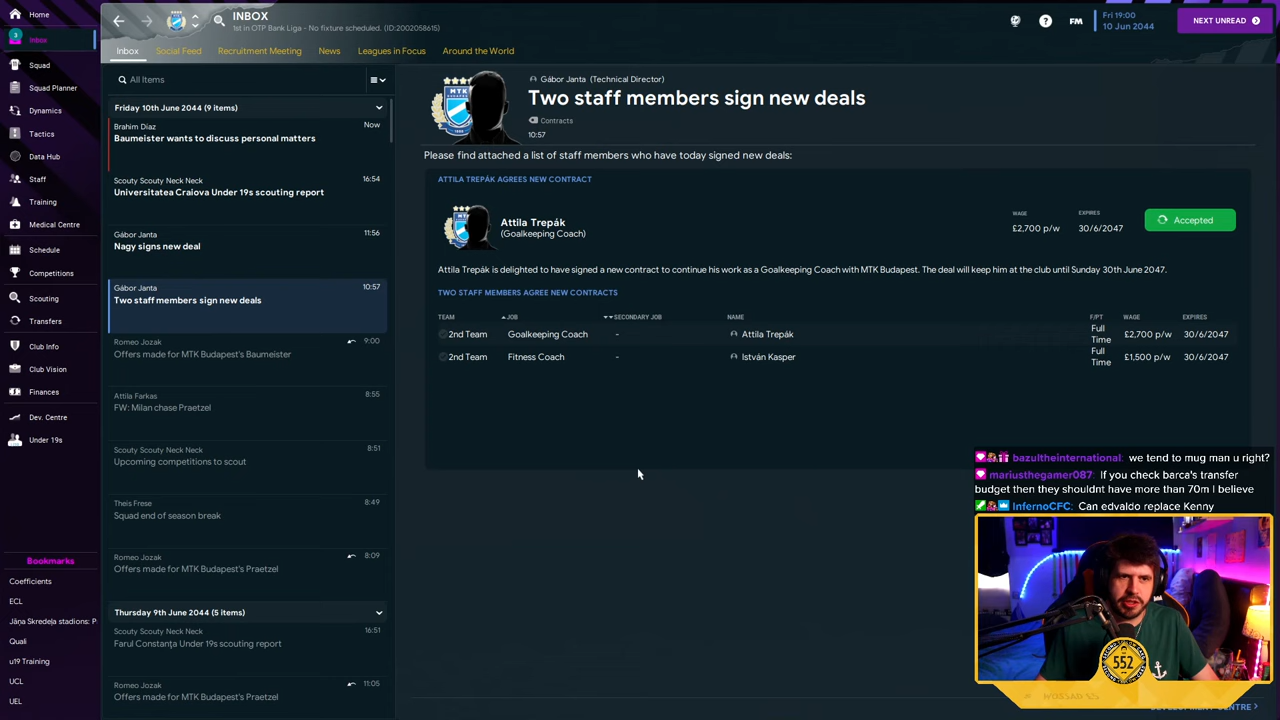 Home
3
Inbox
Squad
Squad Planner
Dynamics
Tactics
Data Hub
Staff
Training
Medical Centre
Schedule
Competitions
Scouting
Transfers
Club Info
Club Vision
Finances
Dev. Centre
Under 19s
Bookmarks
Coefficients
ECL
Jāņa Skredeļa stadions: P
Quali
u19 Training
UCL
UEL
INBOX
1st in OTP Bank Liga - No fixture scheduled. (ID:2002058615)
FM
Fri 19:00
10 Jun 2044
NEXT UNREAD
Inbox
Social Feed
Recruitment Meeting
News
Leagues in Focus
Around the World
All Items
Friday 10th June 2044 (9 items)
Brahim Díaz
Now
Baumeister wants to discuss personal matters
Scouty Scouty Neck Neck
16:54
Universitatea Craiova Under 19s scouting report
Gábor Janta
11:56
Nagy signs new deal
Gábor Janta
10:57
Two staff members sign new deals
Romeo Jozak
9:00
Offers made for MTK Budapest's Baumeister
Attila Farkas
8:55
FW: Milan chase Praetzel
Scouty Scouty Neck Neck
8:51
Upcoming competitions to scout
Theis Frese
8:49
Squad end of season break
Romeo Jozak
8:09
Offers made for MTK Budapest's Praetzel
Thursday 9th June 2044 (5 items)
Scouty Scouty Neck Neck
16:51
Farul Constanța Under 19s scouting report
Romeo Jozak
11:05
Offers made for MTK Budapest's Praetzel
MTK
Gábor Janta (Technical Director)
Two staff members sign new deals
Contracts
10:57
Please find attached a list of staff members who have today signed new deals:
ATTILA TREPÁK AGREES NEW CONTRACT
Attila Trepák
(Goalkeeping Coach)
WAGE
£2,700 p/w
EXPIRES
30/6/2047
Accepted
Attila Trepák is delighted to have signed a new contract to continue his work as a Goalkeeping Coach with MTK Budapest. The deal will keep him at the club until Sunday 30th June 2047.
TWO STAFF MEMBERS AGREE NEW CONTRACTS
TEAM JOB SECONDARY JOB NAME F/PT WAGE EXPIRES
2nd Team Goalkeeping Coach - Attila Trepák Full Time £2,700 p/w 30/6/2047
2nd Team Fitness Coach - István Kasper Full Time £1,500 p/w 30/6/2047
bazultheinternational: we tend to mug man u right?
mariusthegamer087: If you check barca's transfer
budget then they shouldnt have more than 70m I believe
InfernoCFC: Can edvaldo replace Kenny
552
DEVELOPMENT CENTRE